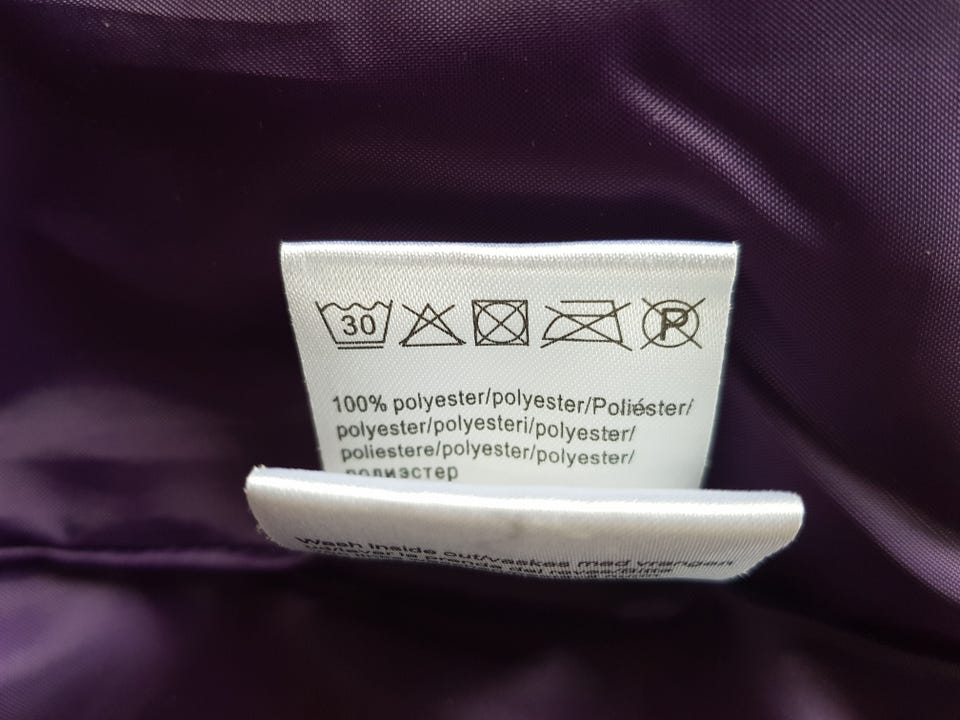 30
P
100% polyester/polyester/Poliéster/
polyester/polyesteri/polyester/
poliestere/polyester/polyester/
полиэстер
Wash inside out/vaskes med vrangen